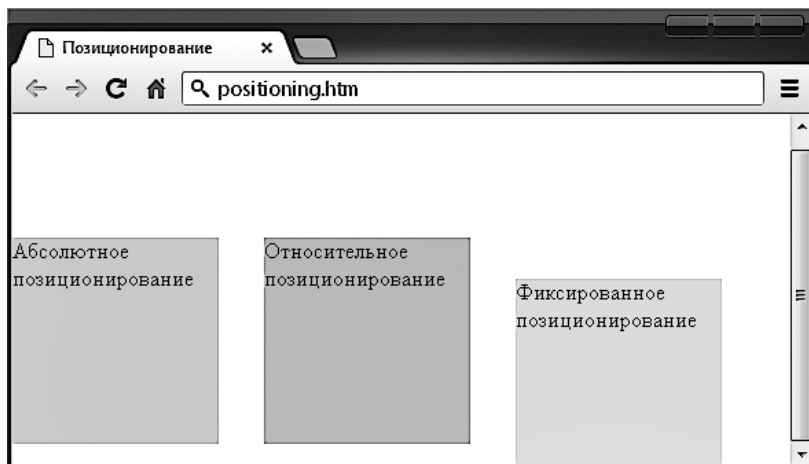 Позиционирование
positioning.htm
Абсолютное
позиционирование
Относительное
позиционирование
Фиксированное
позиционирование